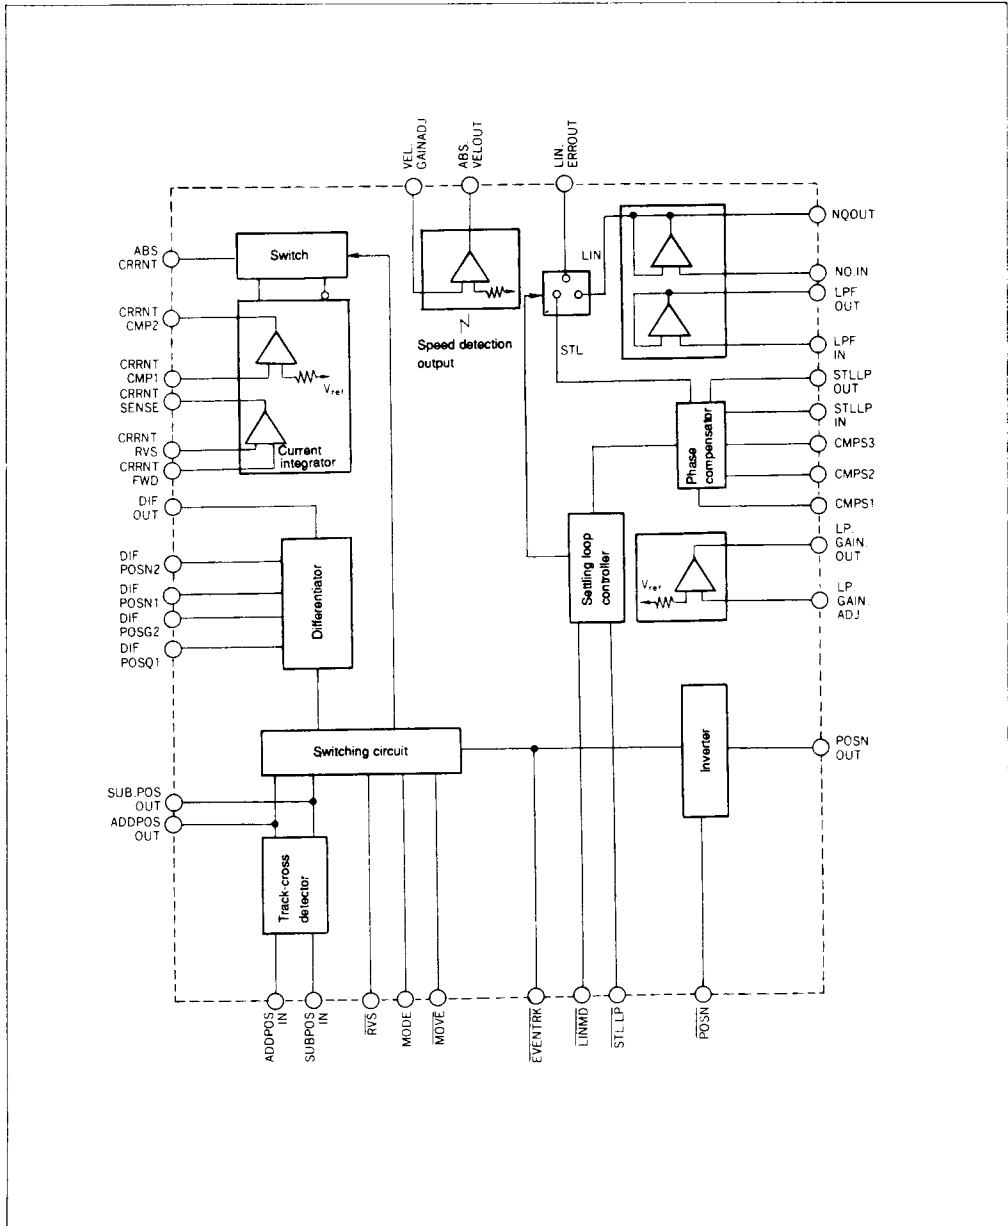 VEL.
GAINADJ
ABS.
VELOUT
LIN.
ERROUT
ABS
CRRNT
Switch
CRRNT
CMP2
CRRNT
CMP1
Vref
CRRNT
SENSE
CRRNT
RVS
Current
integrator
CRRNT
FWD
DIF
OUT
DIF
POSN2
DIF
POSN1
DIF
POSG2
DIF
POSQ1
Differentiator
Speed detection
output
LIN
STL
NQOUT
NO.IN
LPF
OUT
LPF
IN
STLLP
OUT
STLLP
IN
CMPS3
CMPS2
CMPS1
Phase
compensator
Settling loop
controller
Vref
LP.
GAIN.
OUT
LP.
GAIN.
ADJ
Switching circuit
Inverter
POSN
OUT
SUB.POS
OUT
ADDPOS
OUT
Track-cross
detector
ADDPOS
IN
SUBPOS
IN
RVS
MODE
MOVE
EVENTRK
LINMD
STL.LP
POSN